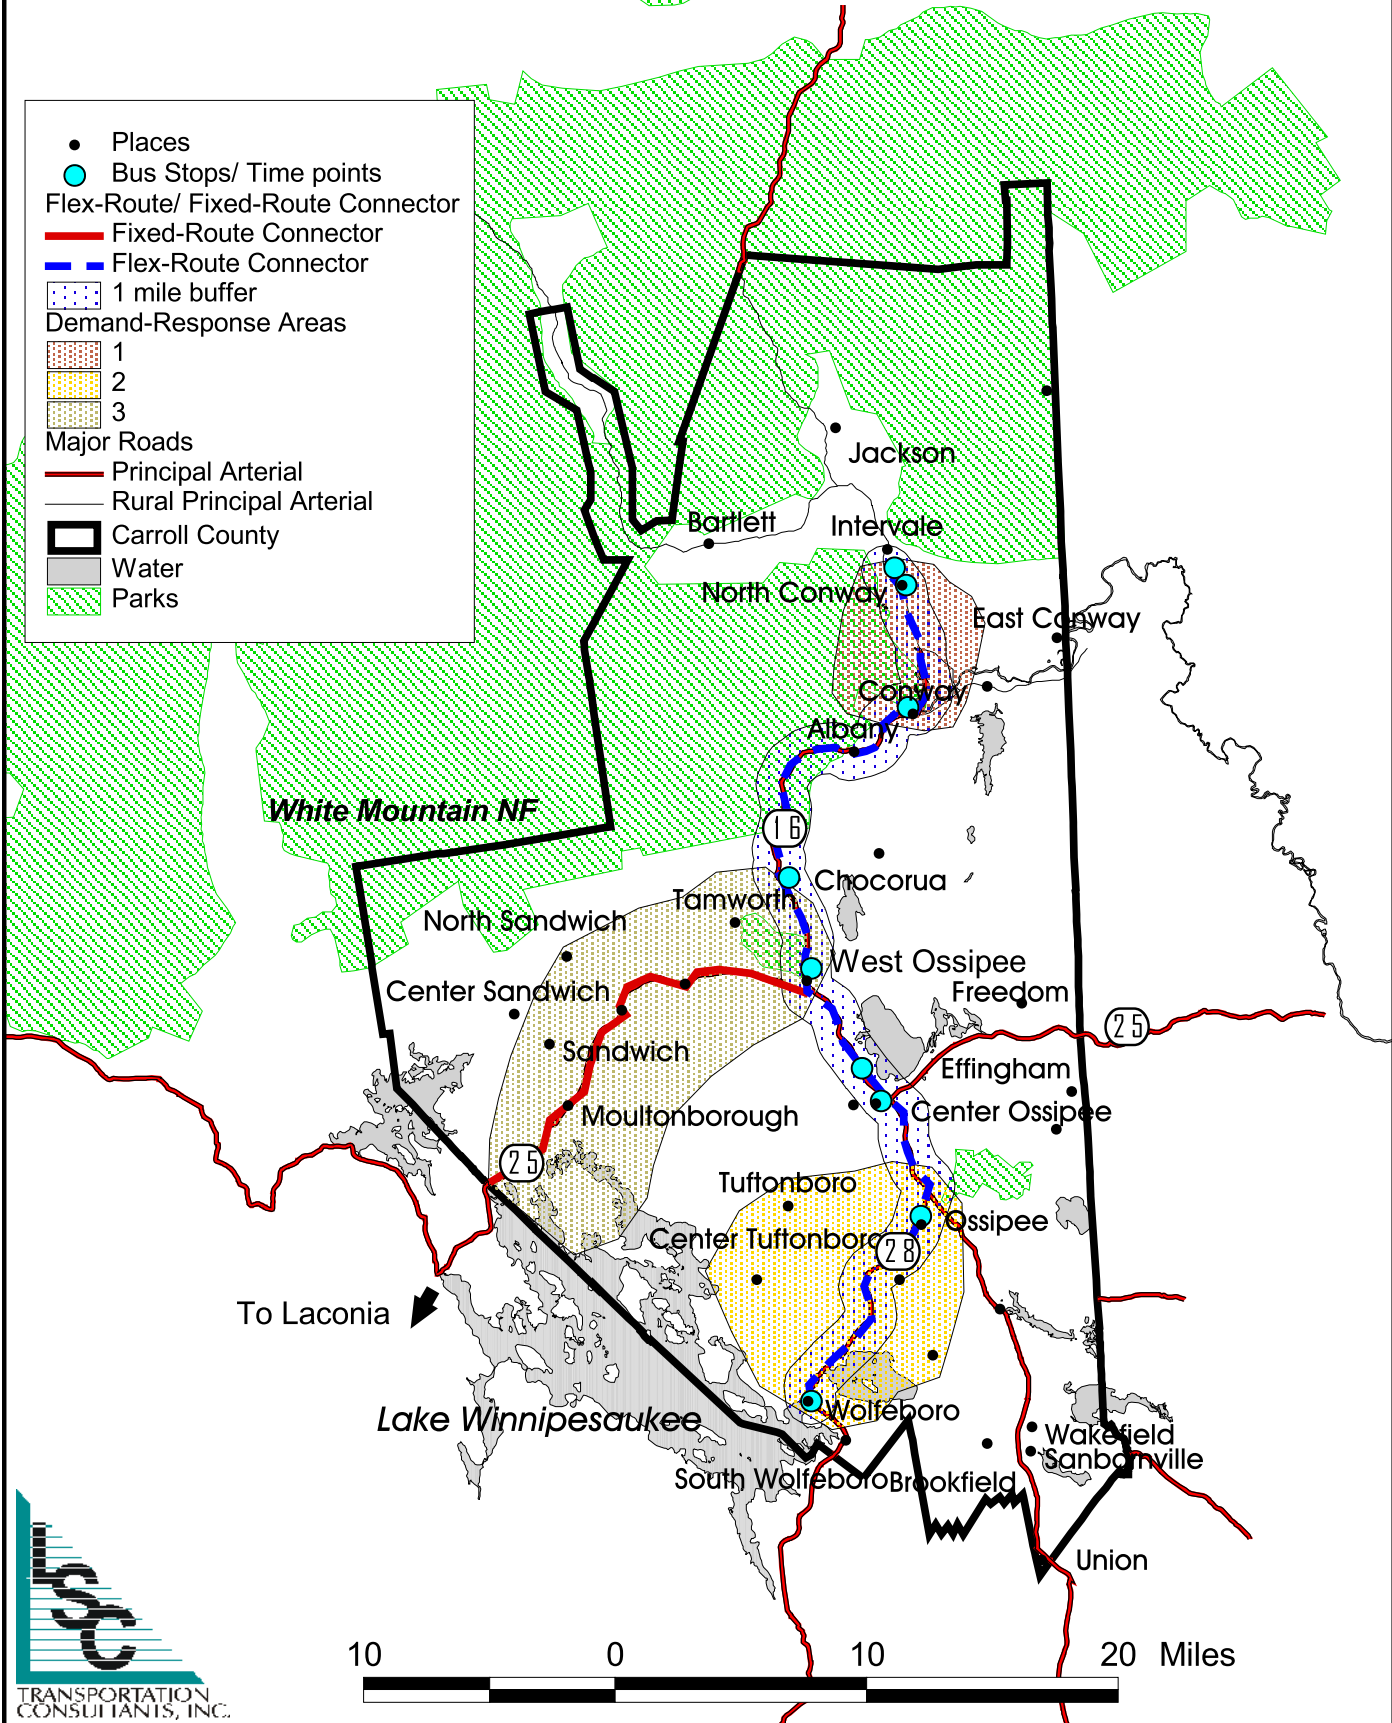 Places
Bus Stops/ Time points
Flex-Route/ Fixed-Route Connector
Fixed-Route Connector
Flex-Route Connector
1 mile buffer
Demand-Response Areas
1
2
3
Major Roads
Principal Arterial
Rural Principal Arterial
Carroll County
Water
Parks
Jackson
Bartlett
Intervale
North Conway
East Conway
Conway
Albany
White Mountain NF
16
Chocorua
Tamworth
North Sandwich
West Ossipee
Center Sandwich
Freedom
25
Sandwich
Effingham
Moultonborough
Center Ossipee
25
Tuftonboro
Ossipee
Center Tuftonboro
28
To Laconia
Lake Winnipesaukee
Wolfeboro
Wakefield
Sanbornville
South Wolfeboro
Brookfield
Union
LSC
TRANSPORTATION
CONSULTANTS, INC.
10 0 10 20 Miles